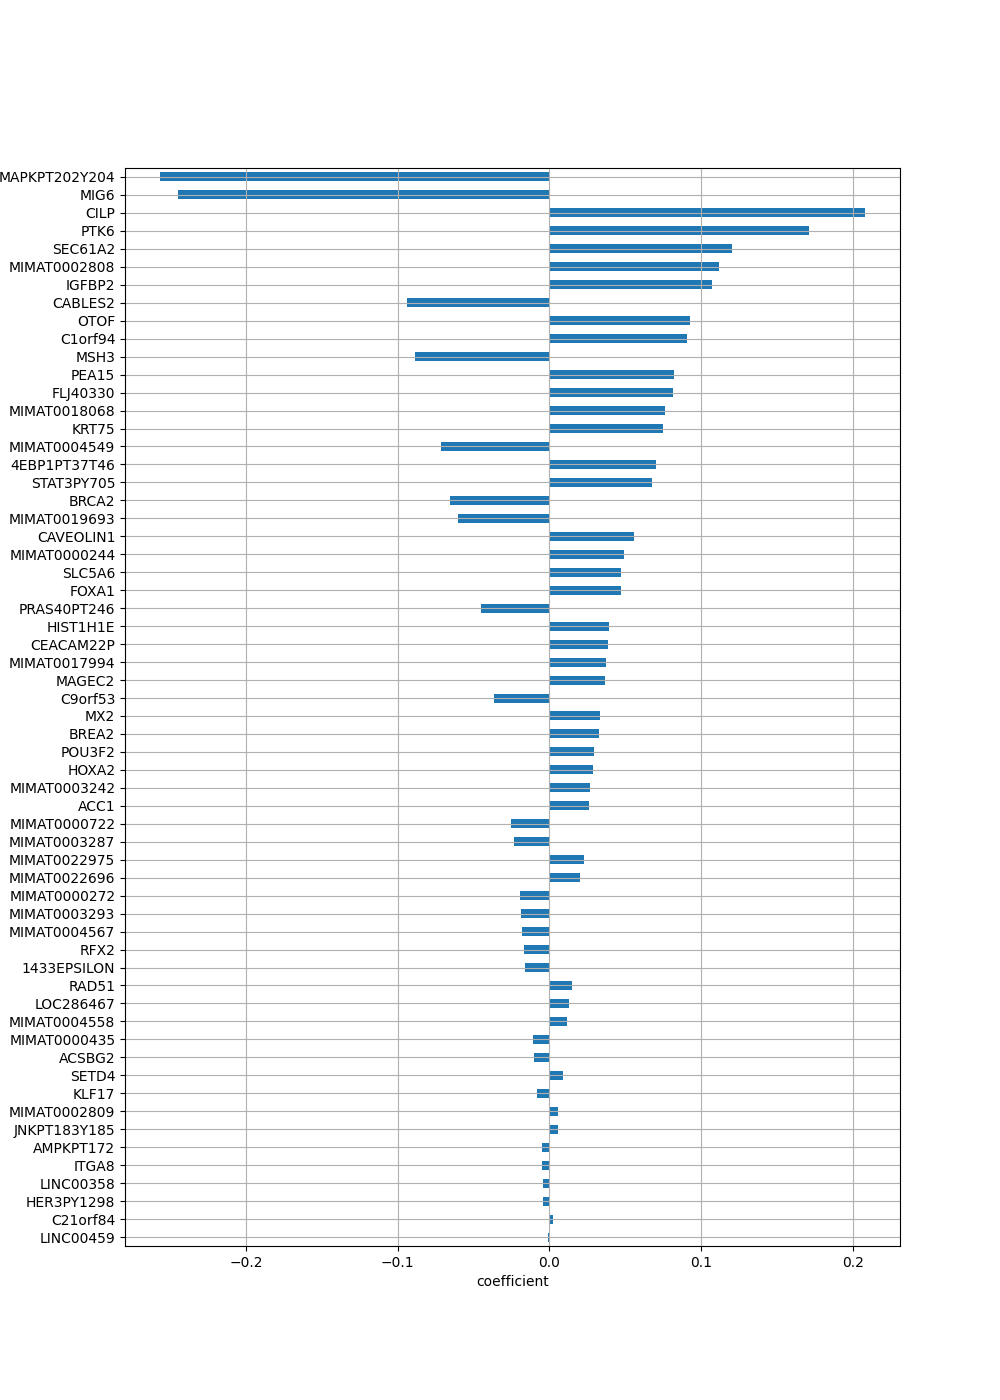 MAPKPT202Y204
MIG6
CILP
PTK6
SEC61A2
MIMAT0002808
IGFBP2
CABLES2
OTOF
C1orf94
MSH3
PEA15
FLJ40330
MIMAT0018068
KRT75
MIMAT0004549
4EBP1PT37T46
STAT3PY705
BRCA2
MIMAT0019693
CAVEOLIN1
MIMAT0000244
SLC5A6
FOXA1
PRAS40PT246
HIST1H1E
CEACAM22P
MIMAT0017994
MAGEC2
C9orf53
MX2
BREA2
POU3F2
HOXA2
MIMAT0003242
ACC1
MIMAT0000722
MIMAT0003287
MIMAT0022975
MIMAT0022696
MIMAT0000272
MIMAT0003293
MIMAT0004567
RFX2
1433EPSILON
RAD51
LOC286467
MIMAT0004558
MIMAT0000435
ACSBG2
SETD4
KLF17
MIMAT0002809
JNKPT183Y185
AMPKPT172
ITGA8
LINC00358
HER3PY1298
C21orf84
LINC00459
−0.2 −0.1 0.0 0.1 0.2
coefficient